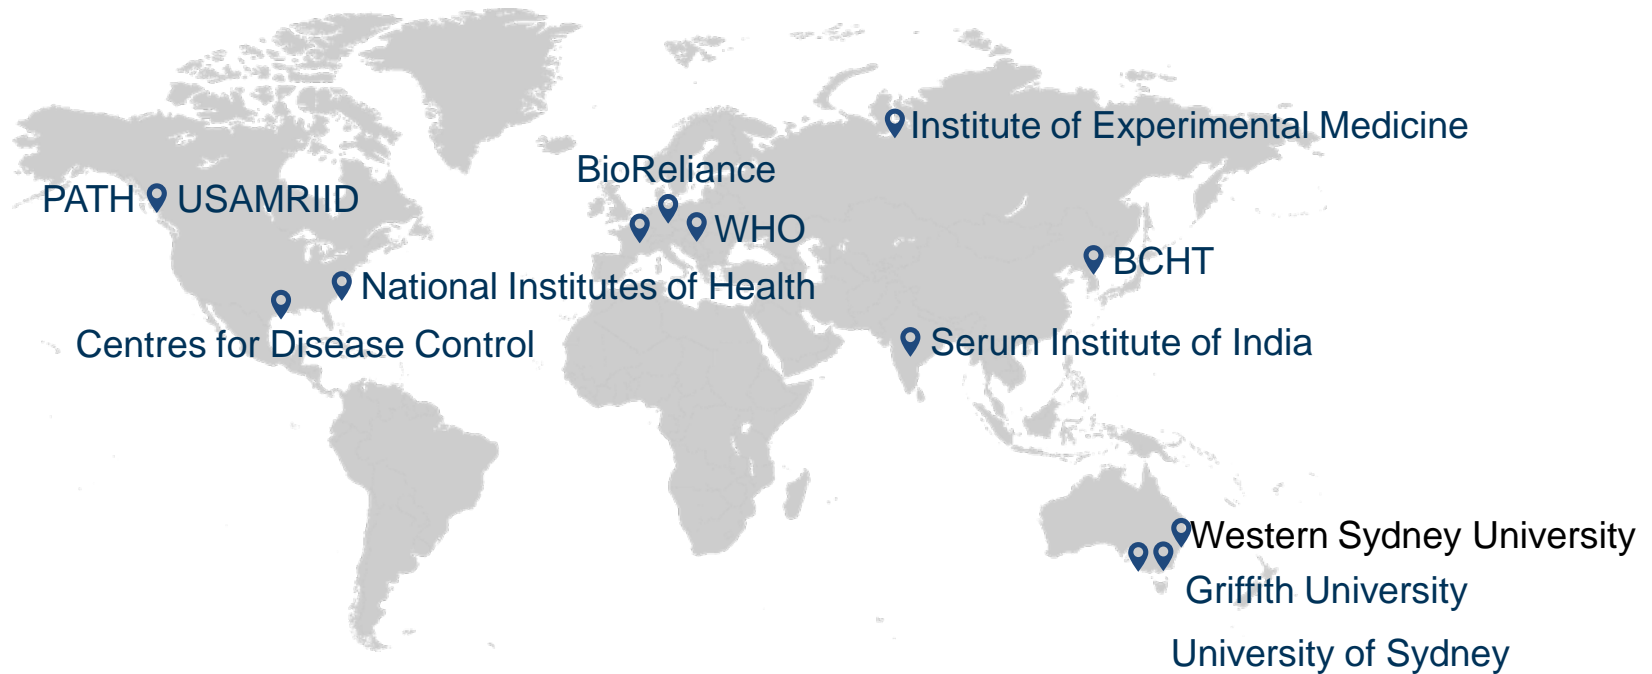 Institute of Experimental Medicine
BioReliance
PATH USAMRIID
WHO
BCHT
National Institutes of Health
Centres for Disease Control
Serum Institute of India
Western Sydney University
Griffith University
University of Sydney